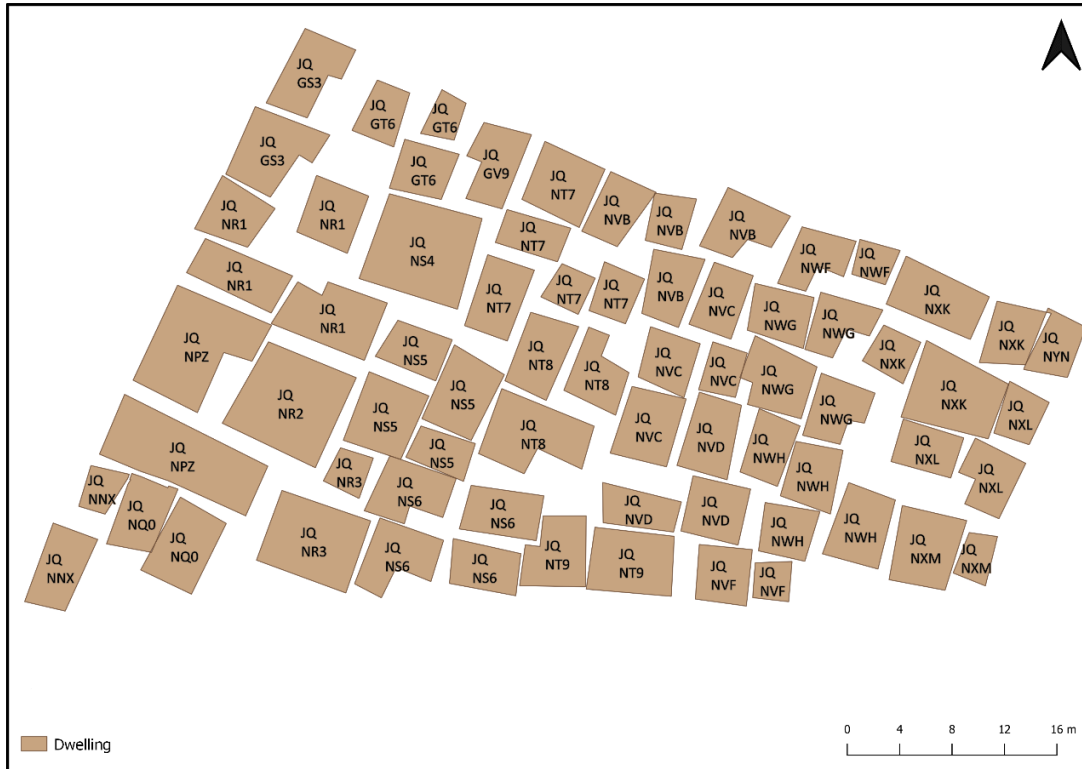 JQ
GS3
JQ
GT6
JQ
GT6
JQ
GS3
JQ
GT6
JQ
GV9
JQ
NT7
JQ
NR1
JQ
NR1
JQ
NVB
JQ
NVB
JQ
NVB
JQ
NS4
JQ
NT7
JQ
NWF
JQ
NWF
JQ
NR1
JQ
NT7
JQ
NT7
JQ
NT7
JQ
NVB
JQ
NVC
JQ
NWG
JQ
NWG
JQ
NXK
JQ
NXK
JQ
NYN
JQ
NPZ
JQ
NR1
JQ
NS5
JQ
NT8
JQ
NT8
JQ
NVC
JQ
NVC
JQ
NWG
JQ
NXK
JQ
NXK
JQ
NXL
JQ
NR2
JQ
NS5
JQ
NS5
JQ
NT8
JQ
NVC
JQ
NVD
JQ
NWG
JQ
NPZ
JQ
NR3
JQ
NS5
JQ
NWH
JQ
NWH
JQ
NXL
JQ
NXL
JQ
NNX
JQ
NQ0
JQ
NQ0
JQ
NS6
JQ
NS6
JQ
NVD
JQ
NVD
JQ
NWH
JQ
NWH
JQ
NNX
JQ
NR3
JQ
NS6
JQ
NS6
JQ
NT9
JQ
NT9
JQ
NVF
JQ
NVF
JQ
NXM
JQ
NXM
Dwelling
0 4 8 12 16 m